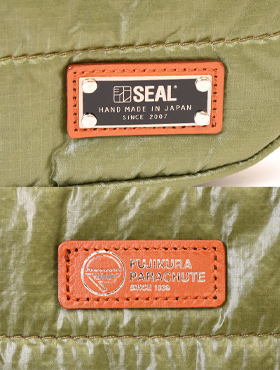 SEAL®
HAND MADE IN JAPAN
SINCE 2007
FUJIKURA
PARACHUTE
SINCE 1939